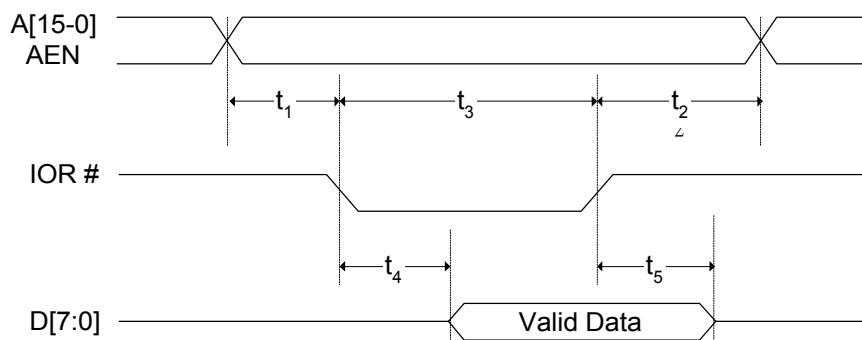 A[15-0]
AEN
t1
t3
t2
IOR #
t4
t5
D[7:0]
Valid Data